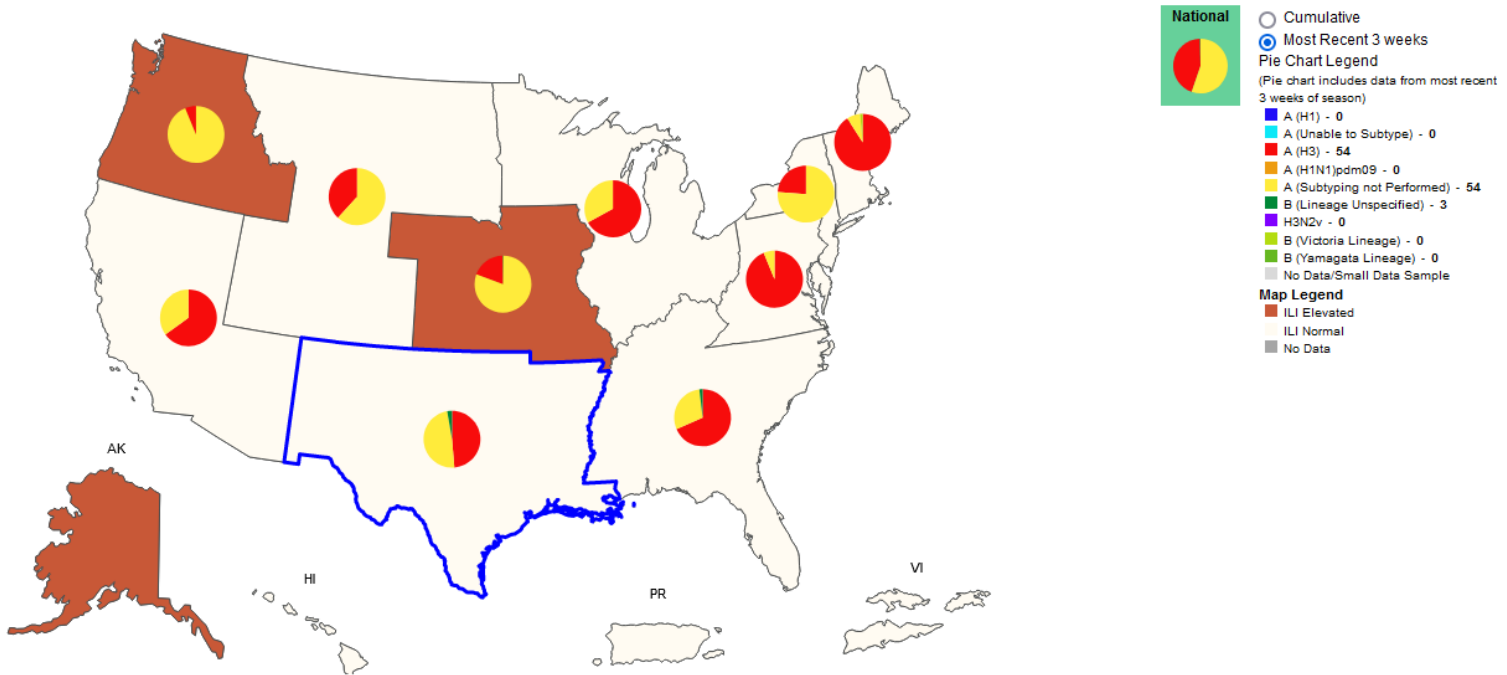 National
Cumulative
Most Recent 3 weeks
Pie Chart Legend
(Pie chart includes data from most recent
3 weeks of season)
A (H1) - 0
A (Unable to Subtype) - 0
A (H3) - 54
A (H1N1)pdm09 - 0
A (Subtyping not Performed) - 54
B (Lineage Unspecified) - 3
H3N2v - 0
B (Victoria Lineage) - 0
B (Yamagata Lineage) - 0
No Data/Small Data Sample
Map Legend
ILI Elevated
ILI Normal
No Data
AK
HI
PR
VI